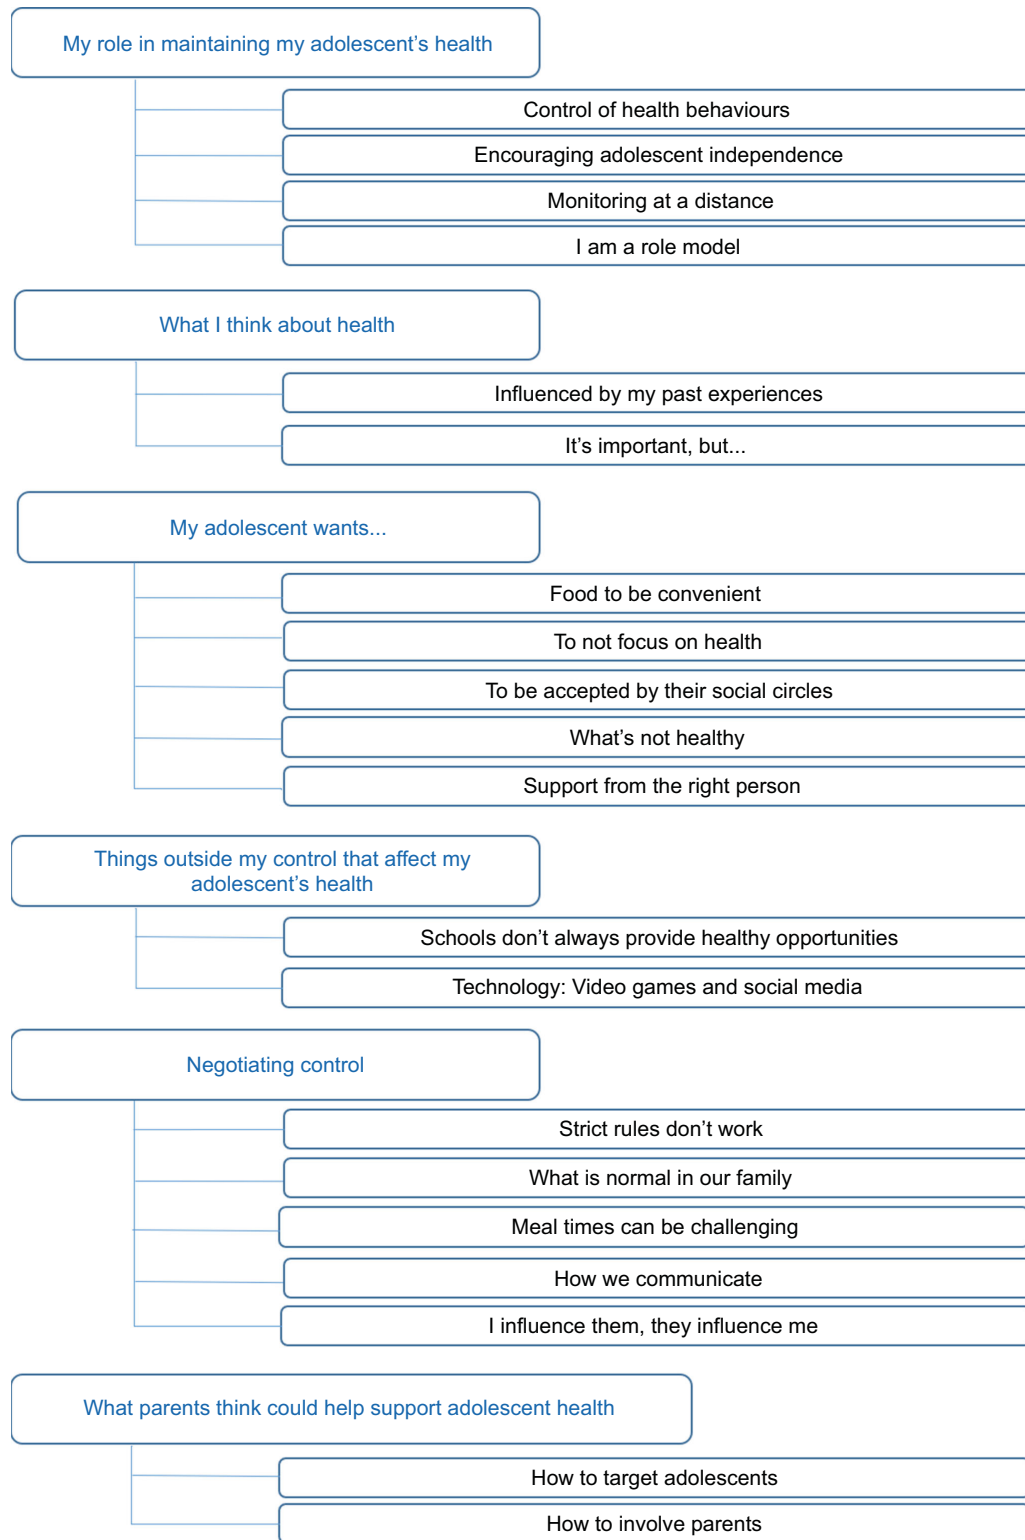 My role in maintaining my adolescent’s health
Control of health behaviours
Encouraging adolescent independence
Monitoring at a distance
I am a role model
What I think about health
Influenced by my past experiences
It’s important, but...
My adolescent wants...
Food to be convenient
To not focus on health
To be accepted by their social circles
What’s not healthy
Support from the right person
Things outside my control that affect my
adolescent’s health
Schools don’t always provide healthy opportunities
Technology: Video games and social media
Negotiating control
Strict rules don’t work
What is normal in our family
Meal times can be challenging
How we communicate
I influence them, they influence me
What parents think could help support adolescent health
How to target adolescents
How to involve parents